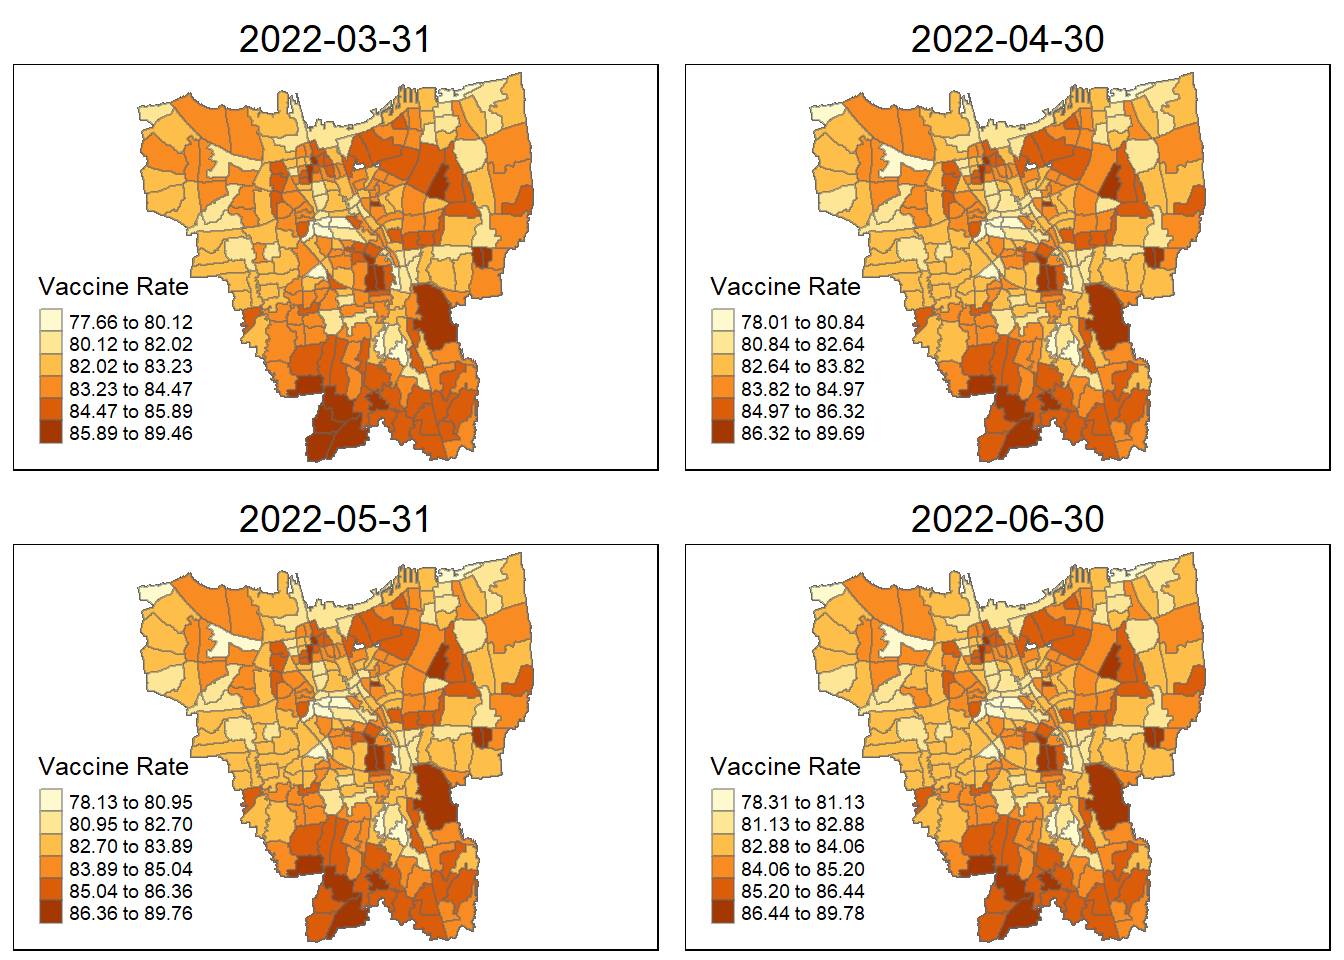 2022-03-31
Vaccine Rate
77.66 to 80.12
80.12 to 82.02
82.02 to 83.23
83.23 to 84.47
84.47 to 85.89
85.89 to 89.46
2022-04-30
Vaccine Rate
78.01 to 80.84
80.84 to 82.64
82.64 to 83.82
83.82 to 84.97
84.97 to 86.32
86.32 to 89.69
2022-05-31
Vaccine Rate
78.13 to 80.95
80.95 to 82.70
82.70 to 83.89
83.89 to 85.04
85.04 to 86.36
86.36 to 89.76
2022-06-30
Vaccine Rate
78.31 to 81.13
81.13 to 82.88
82.88 to 84.06
84.06 to 85.20
85.20 to 86.44
86.44 to 89.78